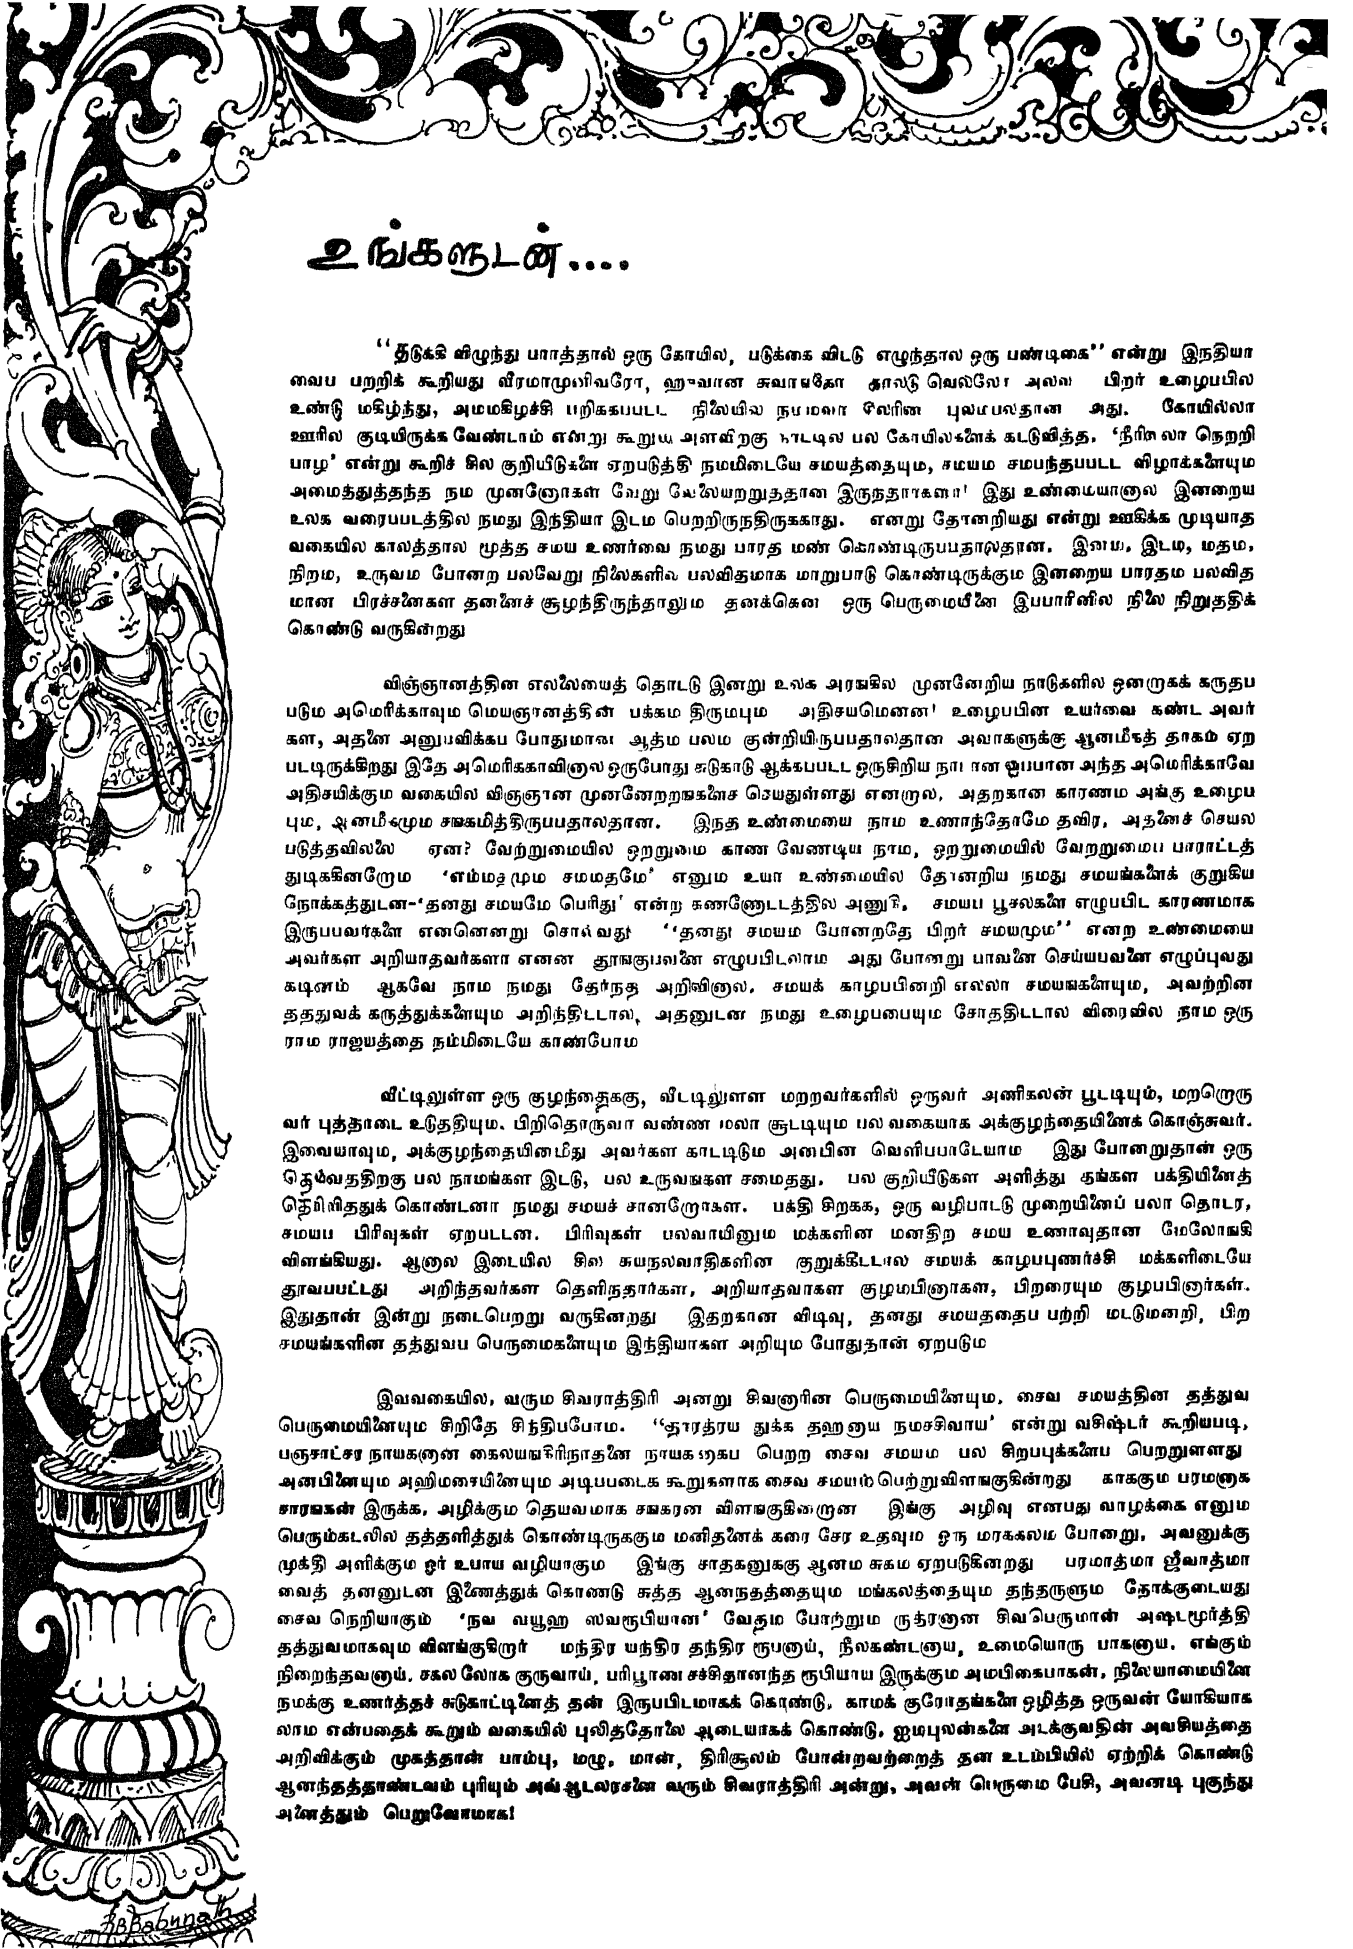 உங்களுடன்....
“தடுக்கி விழுந்து பார்த்தால் ஒரு கோயில், படுக்கை விட்டு எழுந்தால் ஒரு பண்டிகை” என்று இந்தியா
வைப் பற்றிக் கூறியது வீரமாமுனிவரோ, அல்ல பிறர் உழைப்பில்
உண்டு மகிழ்ந்து, அம்மகிழ்ச்சி பறிக்கப்பட்ட நிலையில் புலம்பல்தான் அது. கோயில்லா
ஊரில் குடியிருக்க வேண்டாம் என்று கூறும் அளவிற்கு நாட்டில் பல கோயில்களைக் கட்டுவித்த, ‘நீரில்லா நெற்றி
பாழ்’ என்று கூறிச் சில குறியீடுகளை ஏற்படுத்தி நம்மிடையே சமயத்தையும், சமயம் சம்பந்தப்பட்ட விழாக்களையும்
அமைத்துத்தந்த நம் முன்னோர்கள் வேறு வேலையற்றுத்தான் இருந்தார்களா! இது உண்மையானால் இன்றைய
உலக வரைபடத்தில் நமது இந்தியா இடம் பெற்றிருந்திருக்காது. என்று தோன்றியது என்று ஊகிக்க முடியாத
வகையில் காலத்தால் மூத்த சமய உணர்வை நமது பாரத மண் கொண்டிருப்பதால்தான். இனம், இடம், மதம்,
நிறம், உருவம் போன்ற பலவேறு நிலைகளில் பலவிதமாக மாறுபாடு கொண்டிருக்கும் இன்றைய பாரதம் பலவித
மான பிரச்சனைகள் தன்னைச் சூழ்ந்திருந்தாலும் தனக்கென ஒரு பெருமையினை இப்பாரினில் நிலை நிறுத்திக்
கொண்டு வருகின்றது
விஞ்ஞானத்தின் எல்லையைத் தொட்டு இன்று உலக அரங்கில் முன்னேறிய நாடுகளில் ஒன்றாகக் கருதப்
படும் அமெரிக்காவும் மெய்ஞானத்தின் பக்கம் திரும்பும் அதிசயமென்ன! உழைப்பின் உயர்வை கண்ட அவர்
கள், அதனை அனுபவிக்கப் போதுமான ஆத்ம பலம் குன்றியிருப்பதால்தான் அவர்களுக்கு ஆன்மீகத் தாகம் ஏற்
பட்டிருக்கிறது இதே அமெரிக்காவினால் ஒருபோது சுடுகாடு ஆக்கப்பட்ட ஒருசிறிய நாடான ஜப்பான் அந்த அமெரிக்காவே
அதிசயிக்கும் வகையில் விஞ்ஞான முன்னேற்றங்களைச் செய்துள்ளது என்றால், அதற்கான காரணம் அங்கு உழைப்
பும், ஆன்மீகமும் சங்கமித்திருப்பதால்தான். இந்த உண்மையை நாம் உணர்ந்தோமே தவிர, அதனைச் செயல்
படுத்தவில்லை ஏன்? வேற்றுமையில் ஒற்றுமை காண வேண்டிய நாம், ஒற்றுமையில் வேற்றுமைப் பாராட்டத்
துடிக்கின்றோம் ‘எம்மதமும் சம்மதமே’ எனும் உயர் உண்மையில் தோன்றிய நமது சமயங்களைக் குறுகிய
நோக்கத்துடன்-‘தனது சமயமே பெரிது’ என்ற கண்ணோட்டத்தில் அணுகி, சமயப் பூசல்களை எழுப்பிட காரணமாக
இருப்பவர்களை என்னென்று சொல்வது “தனது சமயம் போன்றதே பிறர் சமயமும்” என்ற உண்மையை
அவர்கள் அறியாதவர்களா என்ன தூங்குபவனை எழுப்பிடலாம் அது போன்று பாவனை செய்பவனை எழுப்புவது
கடினம் ஆகவே நாம் நமது தேர்ந்த அறிவினால், சமயக் காழ்ப்பின்றி எல்லா சமயங்களையும், அவற்றின்
தத்துவக் கருத்துக்களையும் அறிந்திட்டால், அதனுடன் நமது உழைப்பையும் சேர்த்திட்டால் விரைவில் நாம் ஒரு
ராம ராஜ்யத்தை நம்மிடையே காண்போம்
வீட்டிலுள்ள ஒரு குழந்தைக்கு, வீட்டிலுள்ள மற்றவர்களில் ஒருவர் அணிகலன் பூட்டியும், மற்றொரு
வர் புத்தாடை உடுத்தியும், பிறிதொருவர் வண்ண மலர் சூட்டியும் பல வகையாக அக்குழந்தையினைக் கொஞ்சுவர்.
இவையாவும், அக்குழந்தையின்மீது அவர்கள் காட்டிடும் அன்பின் வெளிப்பாடேயாம் இது போன்றுதான் ஒரு
தெய்வத்திற்கு பல நாமங்கள் இட்டு, பல உருவங்கள் சமைத்து, பல குறியீடுகள் அளித்து தங்கள் பக்தியினைத்
தெரிவித்துக் கொண்டனர் நமது சமயச் சான்றோர்கள். பக்தி சிறக்க, ஒரு வழிபாட்டு முறையினைப் பலர் தொடர,
சமயப் பிரிவுகள் ஏற்பட்டன. பிரிவுகள் பலவாயினும் மக்களின் மனதிற் சமய உணர்வுதான் மேலோங்கி
விளங்கியது. ஆனால் இடையில் சில சுயநலவாதிகளின் குறுக்கீட்டால் சமயக் காழ்ப்புணர்ச்சி மக்களிடையே
தூவப்பட்டது அறிந்தவர்கள் தெளிந்தார்கள், அறியாதவர்கள் குழம்பினார்கள், பிறரையும் குழப்பினார்கள்.
இதுதான் இன்று நடைபெற்று வருகின்றது இதற்கான விடிவு, தனது சமயத்தைப் பற்றி மட்டுமன்றி, பிற
சமயங்களின் தத்துவப் பெருமைகளையும் இந்தியர்கள் அறியும் போதுதான் ஏற்படும்
இவ்வகையில், வரும் சிவராத்திரி அன்று சிவனாரின் பெருமையினையும், சைவ சமயத்தின் தத்துவ
பெருமையினையும் சிறிதே சிந்திப்போம். “தாரித்ரய துக்க தஹனாய நமச்சிவாய’ என்று வசிஷ்டர் கூறியபடி,
பஞ்சாட்சர நாயகனான கைலயங்கிரிநாதனை நாயகனாகப் பெற்ற சைவ சமயம் பல சிறப்புக்களைப் பெற்றுள்ளது
அன்பினையும் அஹிம்சையினையும் அடிப்படைக் கூறுகளாக சைவ சமயம் பெற்று விளங்குகின்றது காக்கும் பரமனாக
சாரங்கன் இருக்க, அழிக்கும் தெய்வமாக சங்கரன் விளங்குகிறான் இங்கு அழிவு என்பது வாழ்க்கை எனும்
பெரும்கடலில் தத்தளித்துக் கொண்டிருக்கும் மனிதனைக் கரை சேர உதவும் ஒரு மரக்கலம் போன்று, அவனுக்கு
முக்தி அளிக்கும் ஓர் உபாய வழியாகும் இங்கு சாதகனுக்கு ஆன்ம சுகம் ஏற்படுகின்றது பரமாத்மா ஜீவாத்மா
வைத் தன்னுடன் இணைத்துக் கொண்டு சுத்த ஆனந்தத்தையும் மங்கலத்தையும் தந்தருளும் நோக்குடையது
சைவ நெறியாகும் ‘நவ வயூஹ ஸ்வரூபியான’ வேதம் போற்றும் ருத்ரனான சிவபெருமான் அஷ்டமூர்த்தி
தத்துவமாகவும் விளங்குகிறார் மந்திர யந்திர தந்திர ரூபனாய், நீலகண்டனாய், உமையொரு பாகனாய். எங்கும்
நிறைந்தவனாய். சகல லோக குருவாய், பரிபூரண சச்சிதானந்த ரூபியாய் இருக்கும் அம்பிகைபாகன், நிலையாமையினை
நமக்கு உணர்த்தச் சுடுகாட்டினைத் தன் இருப்பிடமாகக் கொண்டு, காமக் குரோதங்களை ஒழித்த ஒருவன் யோகியாக
லாம் என்பதைக் கூறும் வகையில் புலித்தோலை ஆடையாகக் கொண்டு, ஐம்புலன்களை அடக்குவதின் அவசியத்தை
அறிவிக்கும் முகத்தான் பாம்பு, மழு, மான், திரிசூலம் போன்றவற்றைத் தன் உடம்பியில் ஏற்றிக் கொண்டு
ஆனந்தத்தாண்டவம் புரியும் அவ்ஆடலரசனை வரும் சிவராத்திரி அன்று, அவன் பெருமை பேசி, அவனடி புகுந்து
அனைத்தும் பெறுவோமாக!
BBBabunath